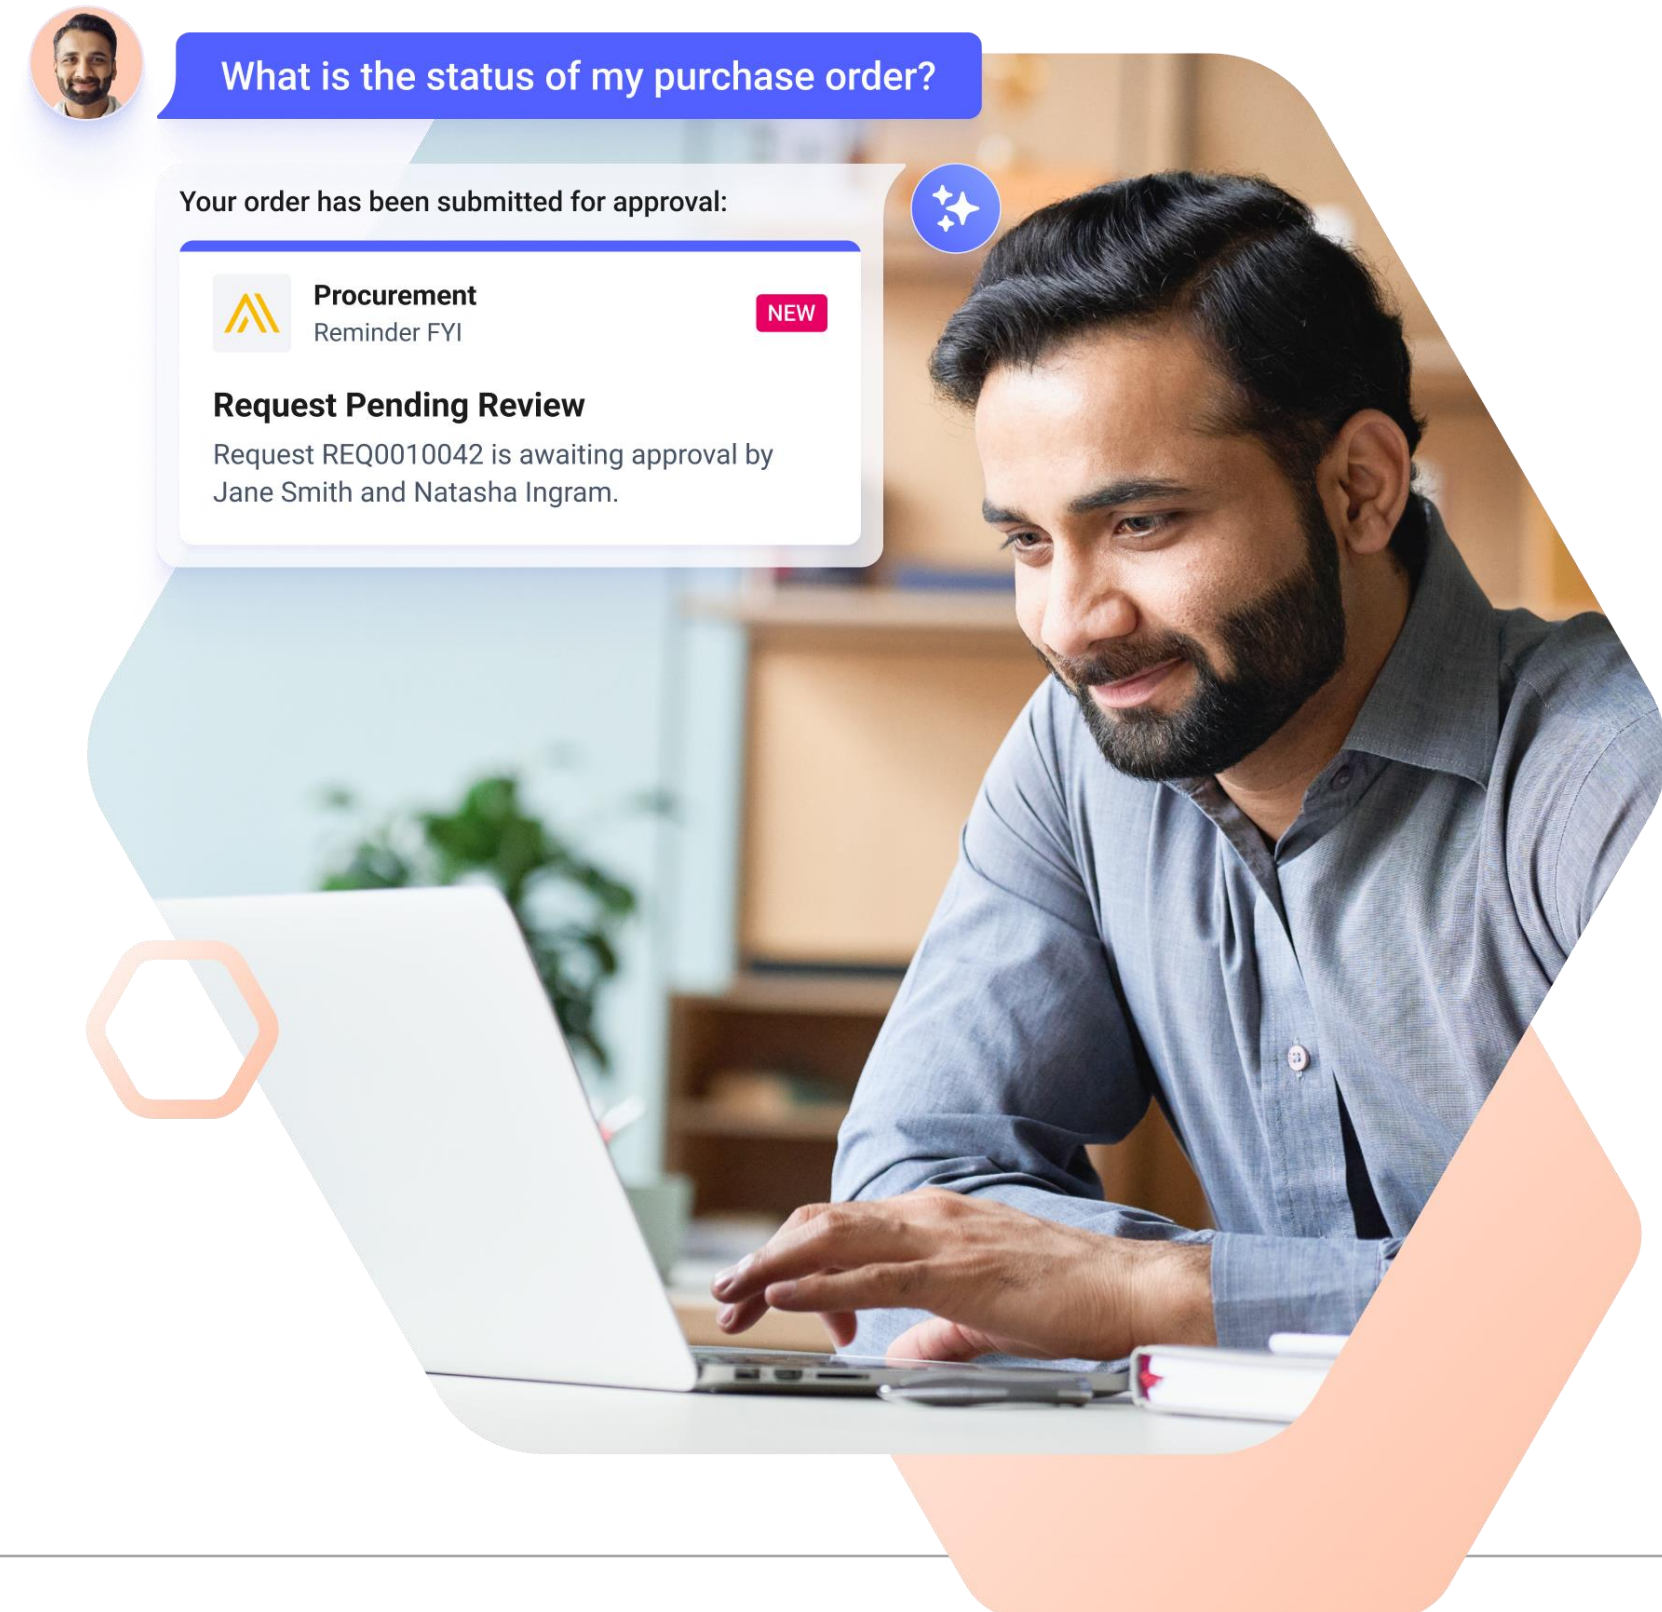 What is the status of my purchase order?
Your order has been submitted for approval:
Procurement
Reminder FYI
NEW
Request Pending Review
Request REQ0010042 is awaiting approval by
Jane Smith and Natasha Ingram.